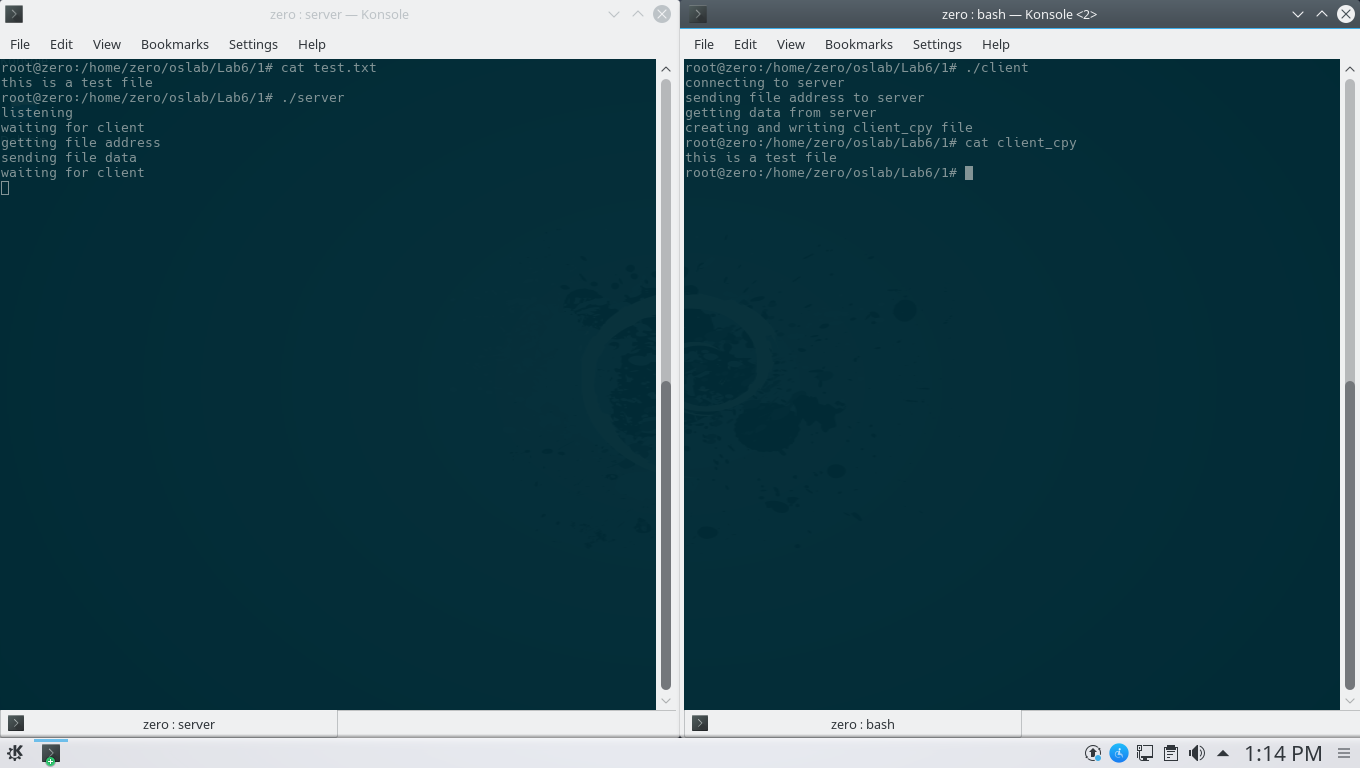 zero : server — Konsole
File Edit View Bookmarks Settings Help
root@zero:/home/zero/oslab/Lab6/1# cat test.txt
this is a test file
root@zero:/home/zero/oslab/Lab6/1# ./server
listening
waiting for client
getting file address
sending file data
waiting for client
zero : server
zero : bash — Konsole <2>
File Edit View Bookmarks Settings Help
root@zero:/home/zero/oslab/Lab6/1# ./client
connecting to server
sending file address to server
getting data from server
creating and writing client_cpy file
root@zero:/home/zero/oslab/Lab6/1# cat client_cpy
this is a test file
root@zero:/home/zero/oslab/Lab6/1#
zero : bash
1:14 PM